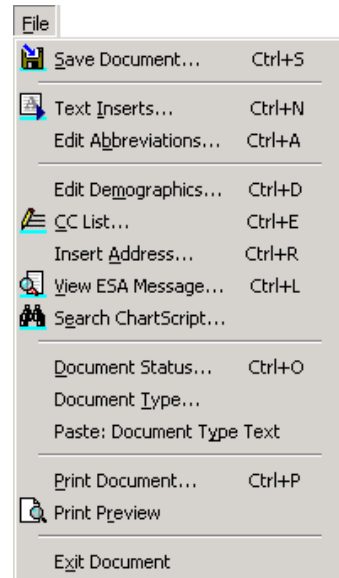 File
Save Document... Ctrl+S
Text Inserts... Ctrl+N
Edit Abbreviations... Ctrl+A
Edit Demographics... Ctrl+D
CC List... Ctrl+E
Insert Address... Ctrl+R
View ESA Message... Ctrl+L
Search ChartScript...
Document Status... Ctrl+O
Document Type...
Paste: Document Type Text
Print Document... Ctrl+P
Print Preview
Exit Document